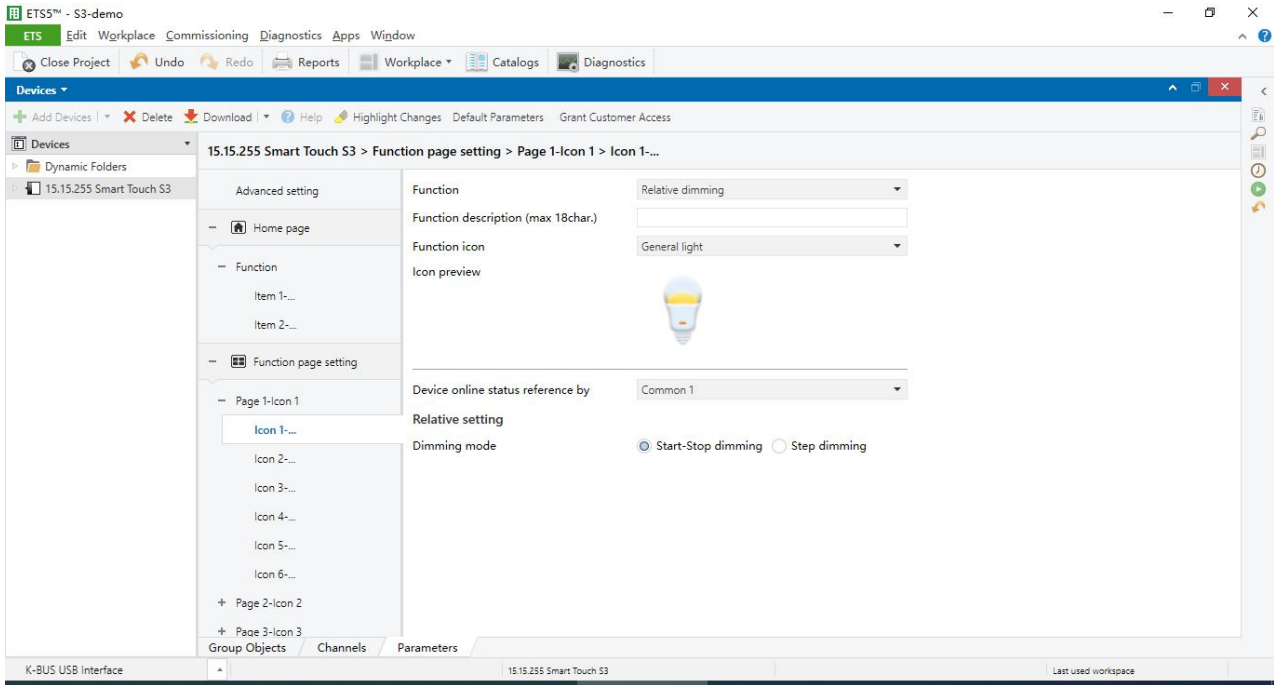 ETS5™ - S3-demo
ETS Edit Workplace Commissioning Diagnostics Apps Window
Close Project Undo Redo Reports Workplace Catalogs Diagnostics
Devices
Add Devices Delete Download Help Highlight Changes Default Parameters Grant Customer Access
Devices
Dynamic Folders
15.15.255 Smart Touch S3
15.15.255 Smart Touch S3 > Function page setting > Page 1-Icon 1 > Icon 1-...
Advanced setting
Home page
Function
Item 1-...
Item 2-...
Function page setting
Page 1-Icon 1
Icon 1-...
Icon 2-...
Icon 3-...
Icon 4-...
Icon 5-...
Icon 6-...
Page 2-Icon 2
Page 3-Icon 3
Function Relative dimming
Function description (max 18char.)
Function icon General light
Icon preview
Device online status reference by Common 1
Relative setting
Dimming mode Start-Stop dimming Step dimming
Group Objects Channels Parameters
K-BUS USB Interface 15.15.255 Smart Touch S3 Last used workspace